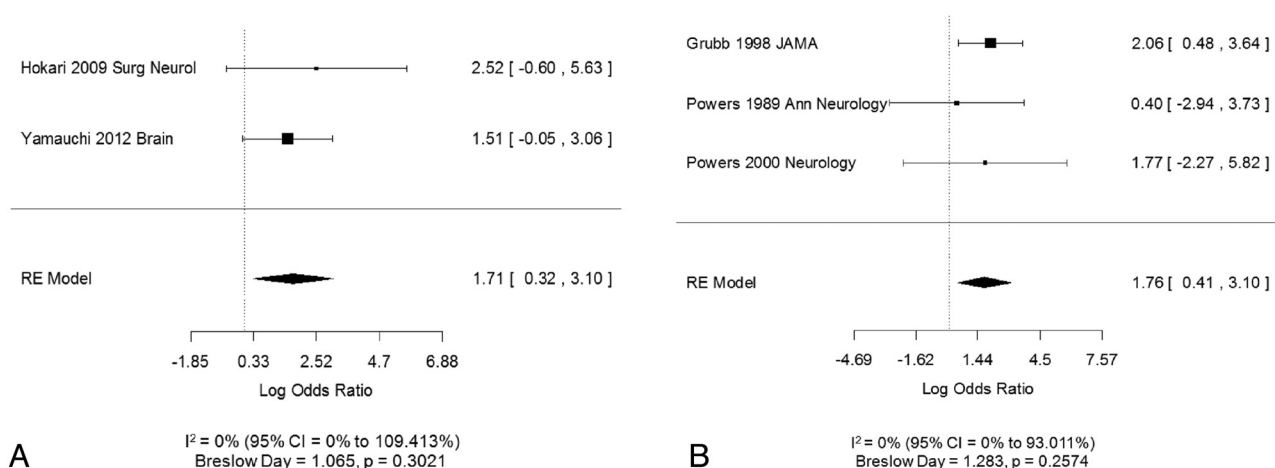 Hokari 2009 Surg Neurol 2.52 [ -0.60 , 5.63 ]
Yamauchi 2012 Brain 1.51 [ -0.05 , 3.06 ]
RE Model 1.71 [ 0.32 , 3.10 ]
-1.85 0.33 2.52 4.7 6.88
Log Odds Ratio
I² = 0% (95% CI = 0% to 109.413%)
Breslow Day = 1.065, p = 0.3021
A
Grubb 1998 JAMA 2.06 [ 0.48 , 3.64 ]
Powers 1989 Ann Neurology 0.40 [ -2.94 , 3.73 ]
Powers 2000 Neurology 1.77 [ -2.27 , 5.82 ]
RE Model 1.76 [ 0.41 , 3.10 ]
-4.69 -1.62 1.44 4.5 7.57
Log Odds Ratio
I² = 0% (95% CI = 0% to 93.011%)
Breslow Day = 1.283, p = 0.2574
B